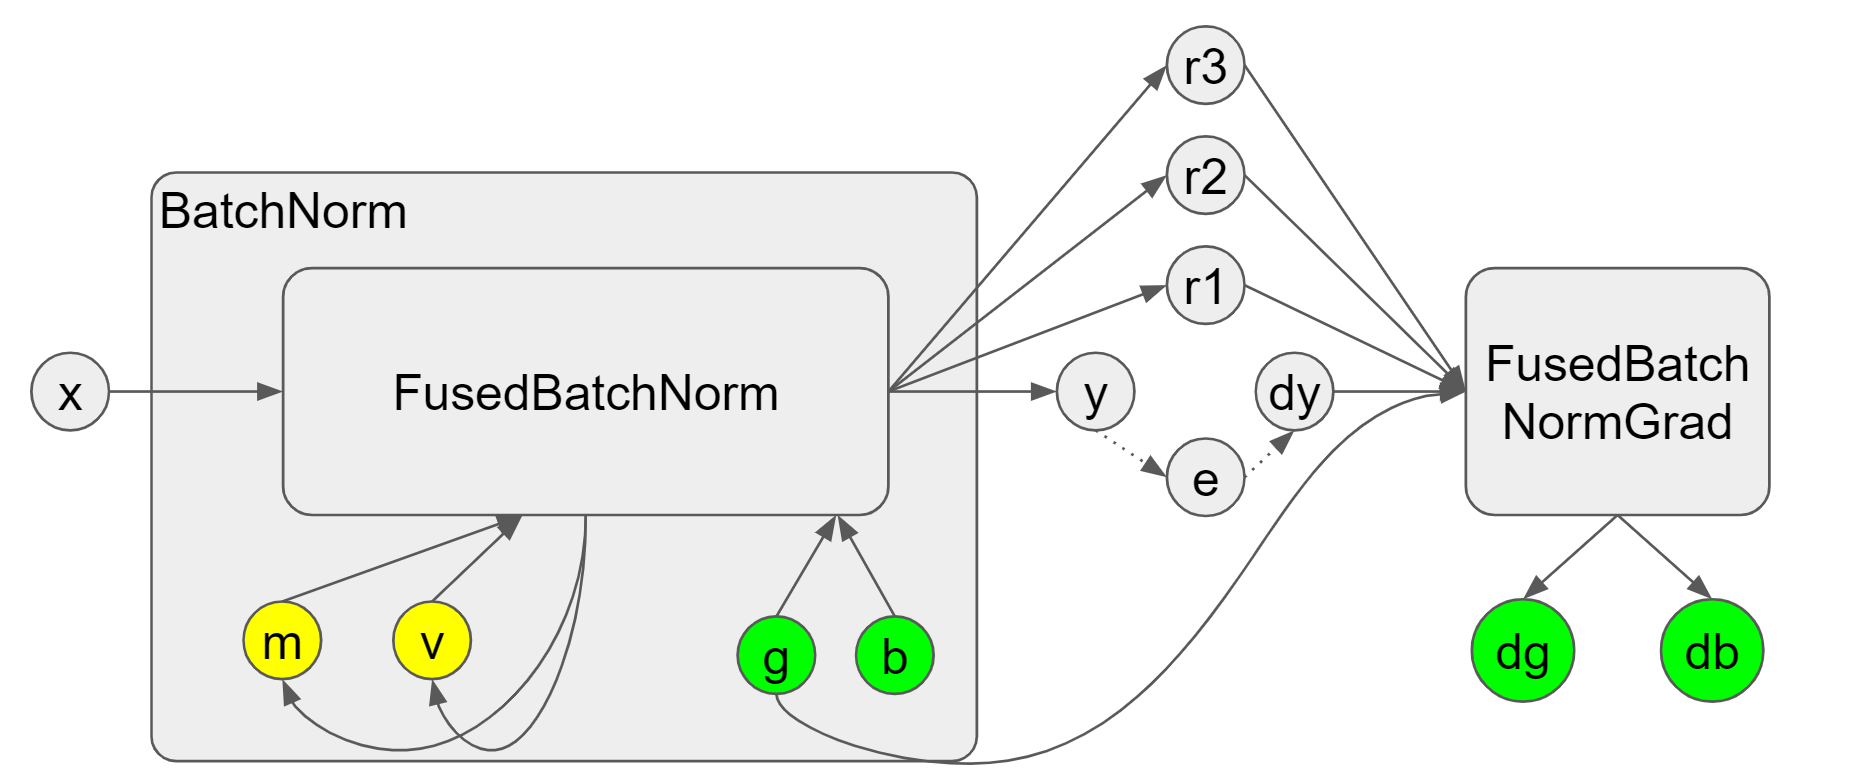 r3
r2
BatchNorm
r1
x
FusedBatchNorm
y
dy
FusedBatch
NormGrad
e
m
v
g
b
dg
db